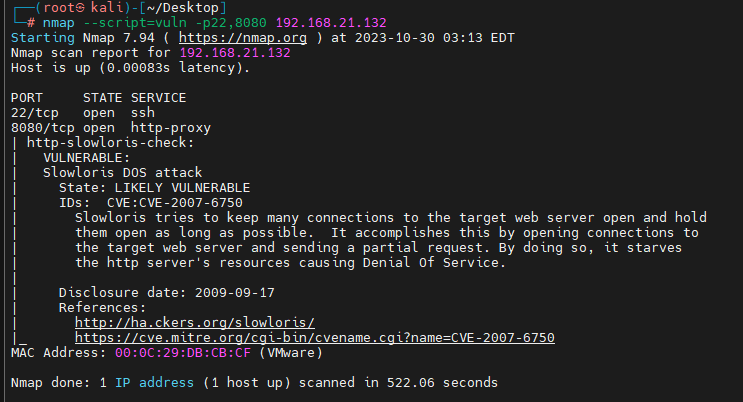 ┌──(root㉿kali)-[~/Desktop]
└─# nmap --script=vuln -p22,8080 192.168.21.132
Starting Nmap 7.94 ( https://nmap.org ) at 2023-10-30 03:13 EDT
Nmap scan report for 192.168.21.132
Host is up (0.00083s latency).

PORT     STATE SERVICE
22/tcp   open  ssh
8080/tcp open  http-proxy
| http-slowloris-check:
|   VULNERABLE:
|   Slowloris DOS attack
|     State: LIKELY VULNERABLE
|     IDs:  CVE:CVE-2007-6750
|       Slowloris tries to keep many connections to the target web server open and hold
|       them open as long as possible.  It accomplishes this by opening connections to
|       the target web server and sending a partial request. By doing so, it starves
|       the http server's resources causing Denial Of Service.
|
|     Disclosure date: 2009-09-17
|     References:
|       http://ha.ckers.org/slowloris/
|_      https://cve.mitre.org/cgi-bin/cvename.cgi?name=CVE-2007-6750
MAC Address: 00:0C:29:DB:CB:CF (VMware)

Nmap done: 1 IP address (1 host up) scanned in 522.06 seconds